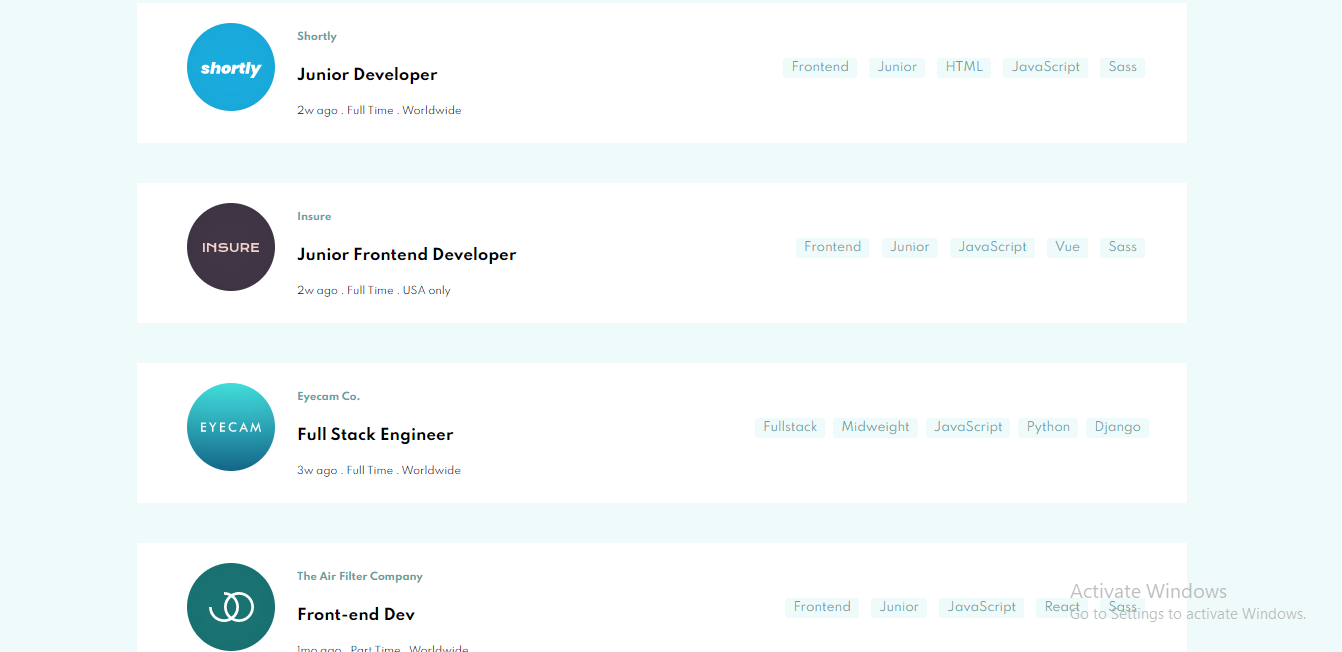 Shortly
shortly
Junior Developer
2w ago . Full Time . Worldwide
Frontend Junior HTML JavaScript Sass
Insure
INSURE
Junior Frontend Developer
2w ago . Full Time . USA only
Frontend Junior JavaScript Vue Sass
Eyecam Co.
EYECAM
Full Stack Engineer
3w ago . Full Time . Worldwide
Fullstack Midweight JavaScript Python Django
The Air Filter Company
Front-end Dev
1mo ago . Part Time . Worldwide
Frontend Junior JavaScript React Sass
Activate Windows
Go to Settings to activate Windows.